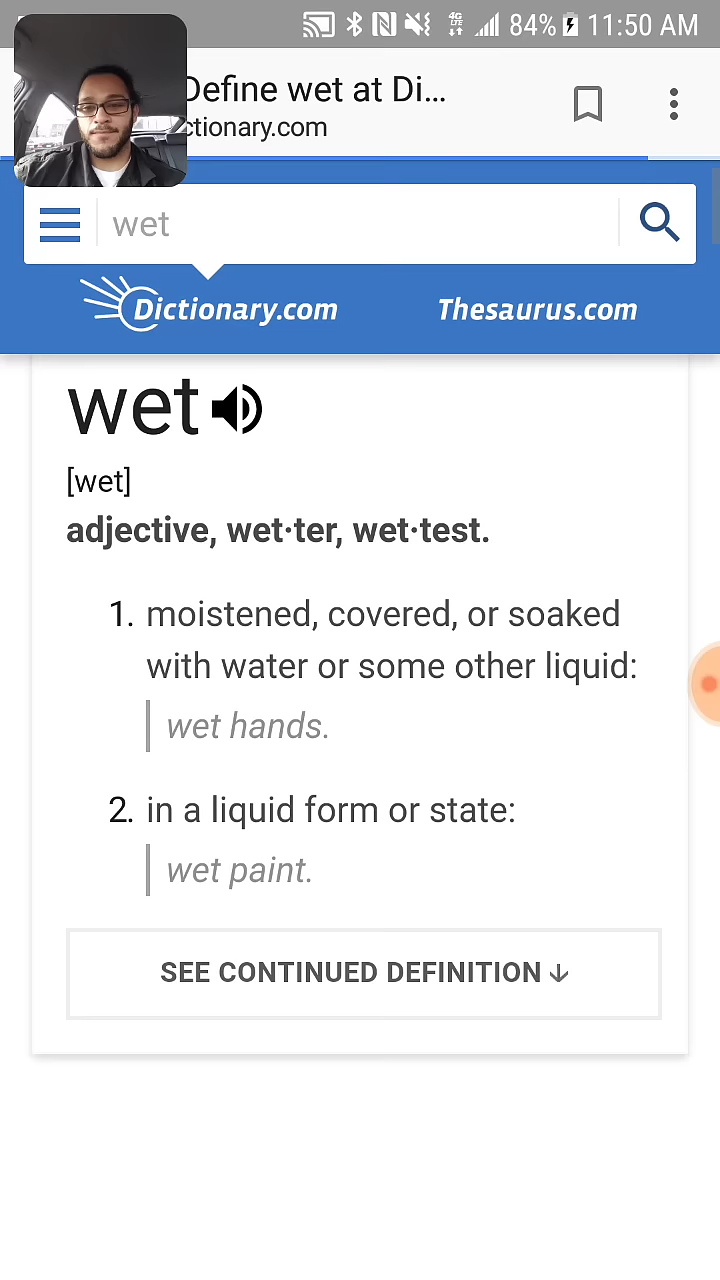 4G LTE 84% 11:50 AM
Define wet at Di...
ctionary.com
wet
Dictionary.com Thesaurus.com
wet
[wet]
adjective, wet·ter, wet·test.
1. moistened, covered, or soaked
with water or some other liquid:
wet hands.
2. in a liquid form or state:
wet paint.
SEE CONTINUED DEFINITION ↓